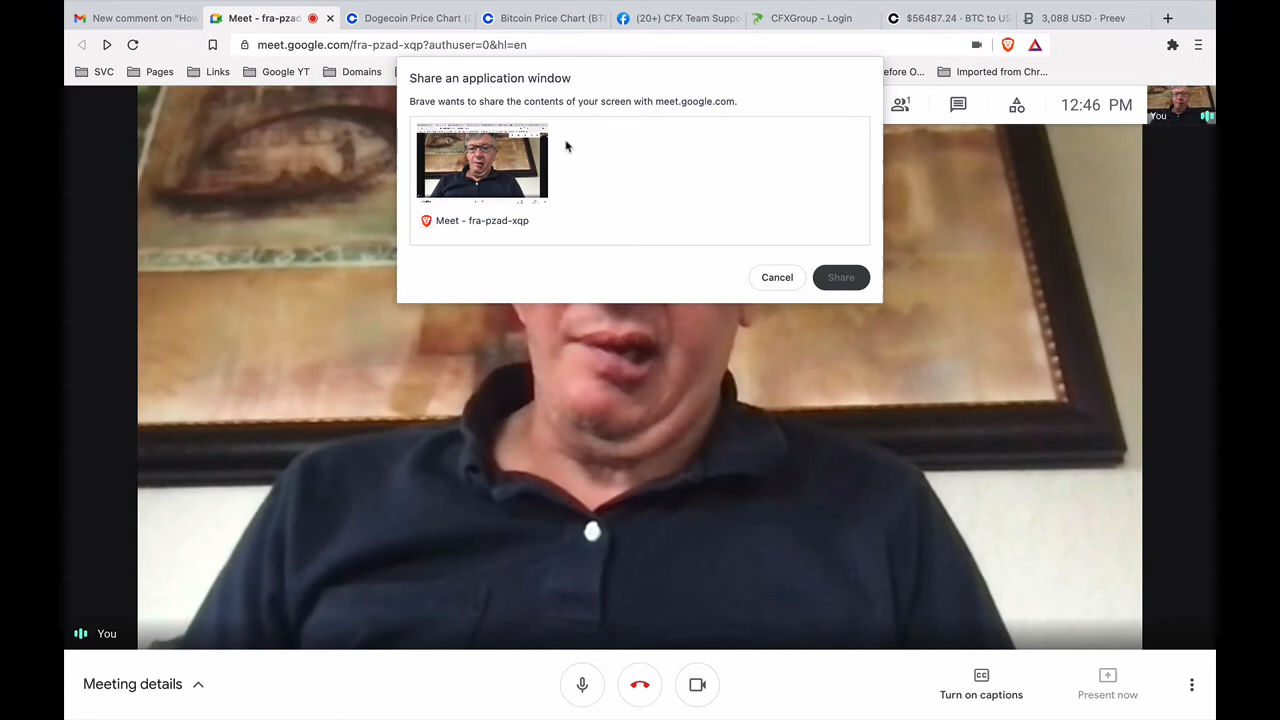 New comment on "How
Meet - fra-pzad
Dogecoin Price Chart (
Bitcoin Price Chart (BT
(20+) CFX Team Suppo
CFXGroup - Login
$56487.24 - BTC to US
3,088 USD - Preev
meet.google.com/fra-pzad-xqp?authuser=0&hl=en
SVC
Pages
Links
Google YT
Domains
efore O...
Imported from Chr...
Share an application window
Brave wants to share the contents of your screen with meet.google.com.
Meet - fra-pzad-xqp
Cancel
Share
12:46 PM
You
You
Meeting details
CC
Turn on captions
Present now